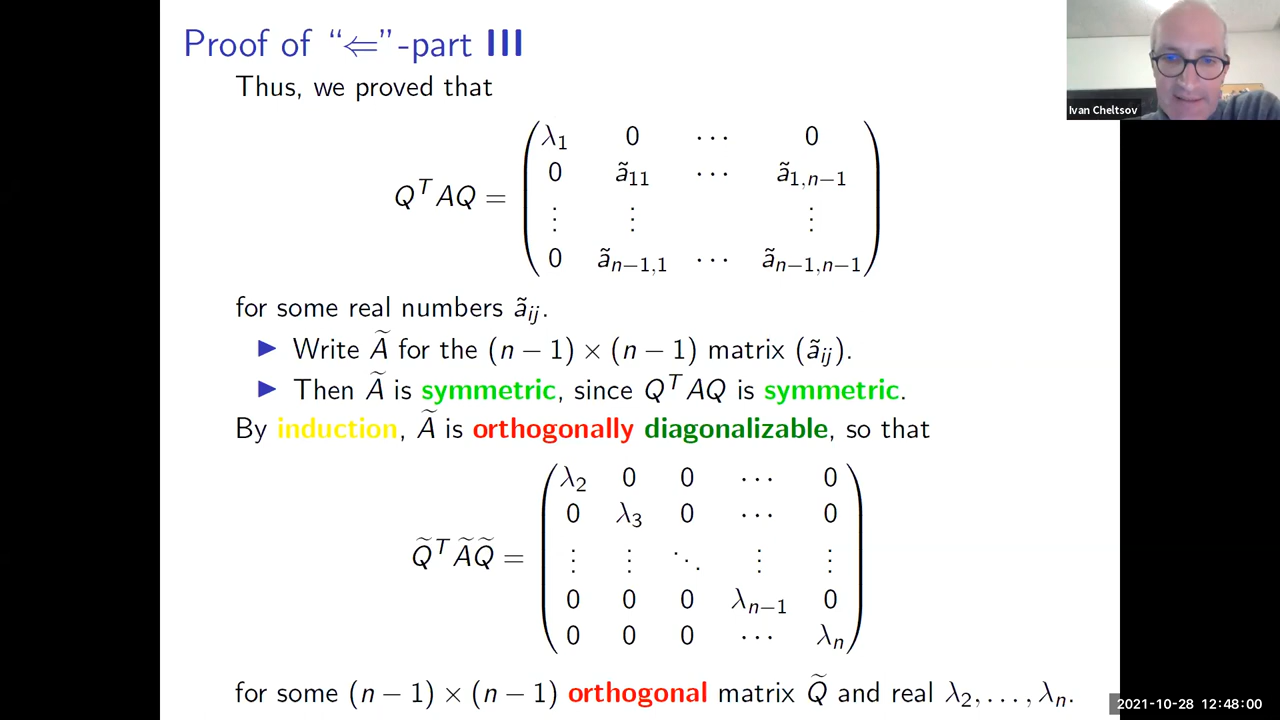 Proof of “⇐”-part III
Thus, we proved that
λ₁ 0 ⋯ 0
0 ã₁₁ ⋯ ã₁,ₙ₋₁
QᵀAQ =
⋮ ⋮ ⋮
0 ãₙ₋₁,₁ ⋯ ãₙ₋₁,ₙ₋₁
for some real numbers ãᵢⱼ.
▶ Write Ã for the (n − 1) × (n − 1) matrix (ãᵢⱼ).
▶ Then Ã is symmetric, since QᵀAQ is symmetric.
By induction, Ã is orthogonally diagonalizable, so that
λ₂ 0 0 ⋯ 0
0 λ₃ 0 ⋯ 0
Q̃ᵀÃQ̃ =
⋮ ⋮ ⋱ ⋮ ⋮
0 0 0 λₙ₋₁ 0
0 0 0 ⋯ λₙ
for some (n − 1) × (n − 1) orthogonal matrix Q̃ and real λ₂, . . . , λₙ.
Ivan Cheltsov
2021-10-28 12:48:00